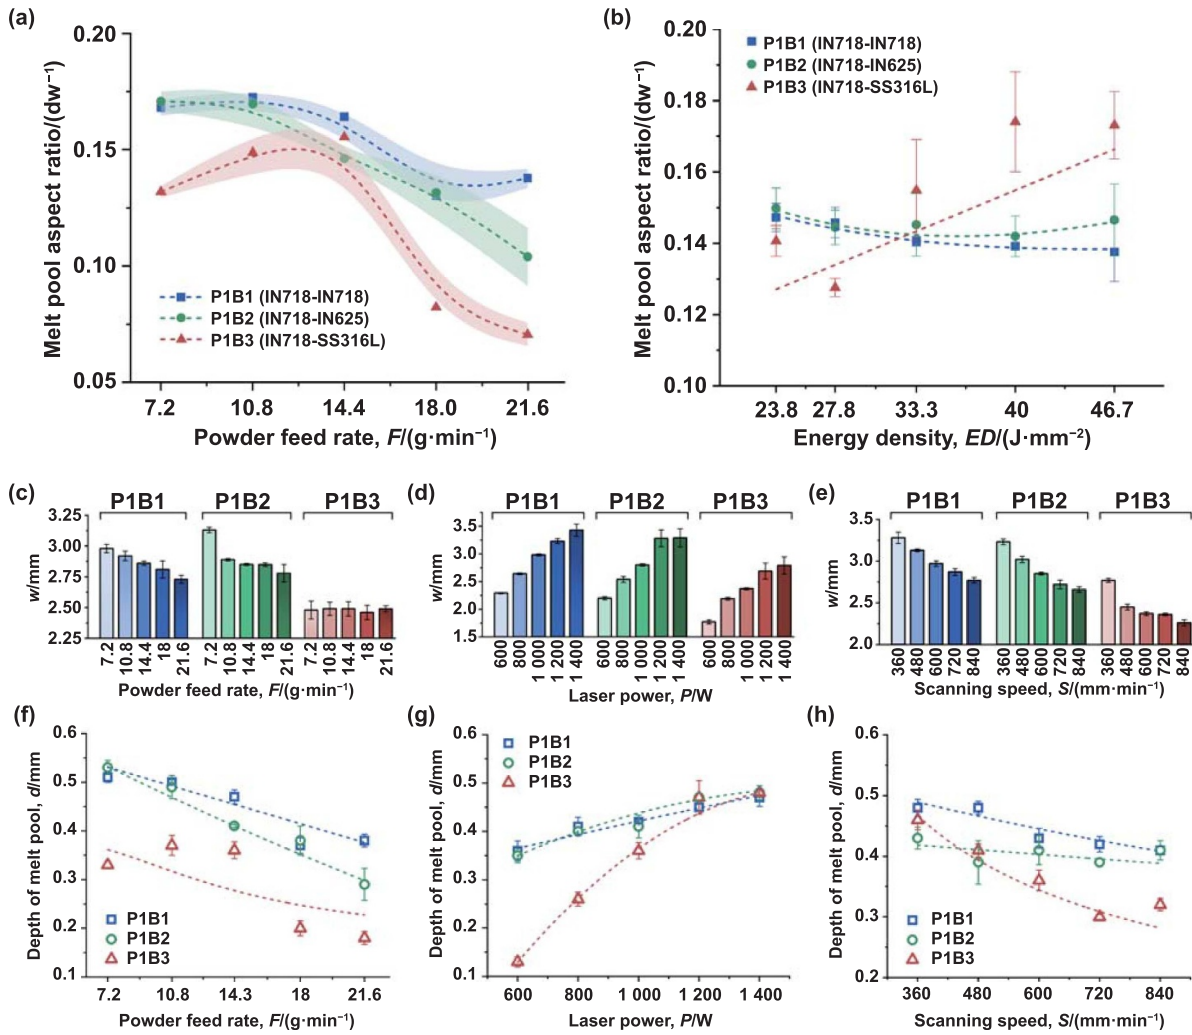 (a)
0.20
0.15
0.10
0.05
Melt pool aspect ratio/(dw⁻¹)
P1B1 (IN718-IN718)
P1B2 (IN718-IN625)
P1B3 (IN718-SS316L)
7.2 10.8 14.4 18.0 21.6
Powder feed rate, F/(g·min⁻¹)
(b)
0.20
0.18
0.16
0.14
0.12
0.10
Melt pool aspect ratio/(dw⁻¹)
P1B1 (IN718-IN718)
P1B2 (IN718-IN625)
P1B3 (IN718-SS316L)
23.8 27.8 33.3 40 46.7
Energy density, ED/(J·mm⁻²)
(c)
P1B1 P1B2 P1B3
3.25
3.00
2.75
2.50
2.25
w/mm
7.2 10.8 14.4 18 21.6 7.2 10.8 14.4 18 21.6 7.2 10.8 14.4 18 21.6
Powder feed rate, F/(g·min⁻¹)
(d)
P1B1 P1B2 P1B3
3.5
3.0
2.5
2.0
1.5
w/mm
600 800 1 000 1 200 1 400 600 800 1 000 1 200 1 400 600 800 1 000 1 200 1 400
Laser power, P/W
(e)
P1B1 P1B2 P1B3
3.5
3.0
2.5
2.0
w/mm
360 480 600 720 840 360 480 600 720 840 360 480 600 720 840
Scanning speed, S/(mm·min⁻¹)
(f)
0.6
0.5
0.4
0.3
0.2
0.1
Depth of melt pool, d/mm
P1B1
P1B2
P1B3
7.2 10.8 14.3 18 21.6
Powder feed rate, F/(g·min⁻¹)
(g)
0.6
0.5
0.4
0.3
0.2
0.1
Depth of melt pool, d/mm
P1B1
P1B2
P1B3
600 800 1 000 1 200 1 400
Laser power, P/W
(h)
0.6
0.5
0.4
0.3
0.2
Depth of melt pool, d/mm
P1B1
P1B2
P1B3
360 480 600 720 840
Scanning speed, S/(mm·min⁻¹)